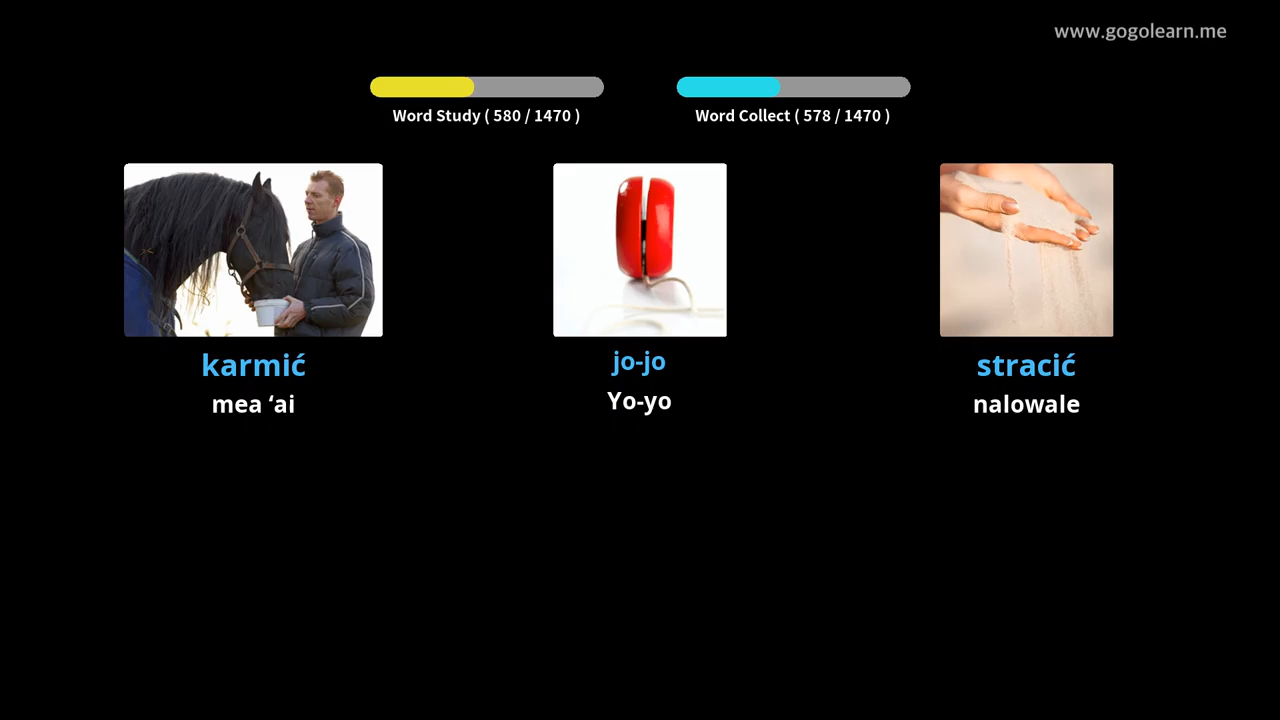 www.gogolearn.me
Word Study ( 580 / 1470 )
Word Collect ( 578 / 1470 )
karmić
mea ‘ai
jo-jo
Yo-yo
stracić
nalowale